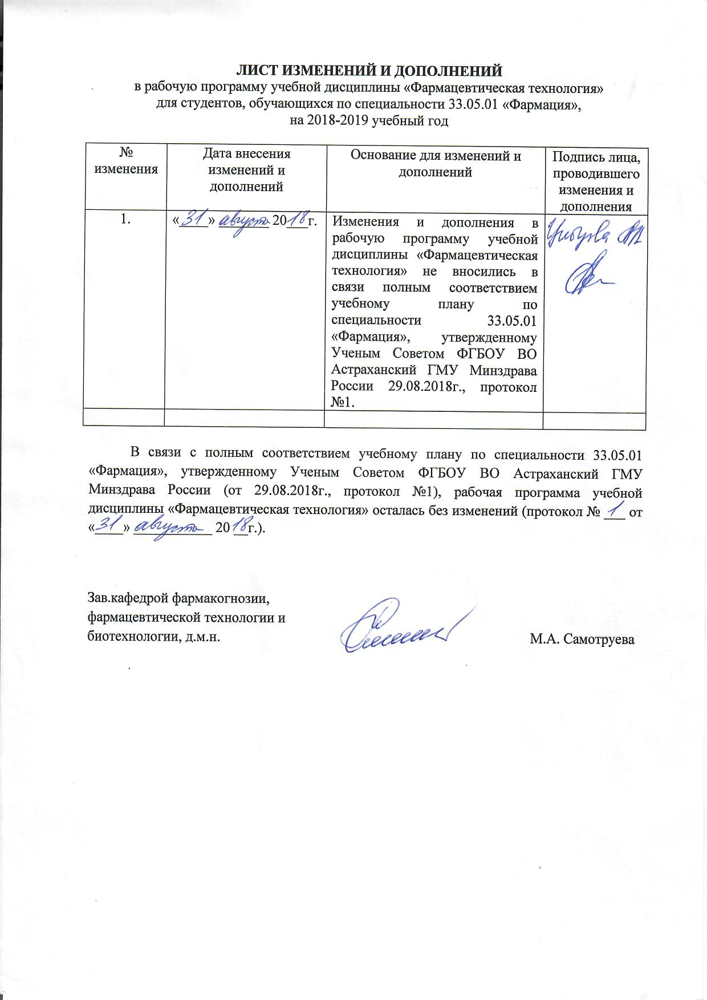 ЛИСТ ИЗМЕНЕНИЙ И ДОПОЛНЕНИЙ
в рабочую программу учебной дисциплины «Фармацевтическая технология»
для студентов, обучающихся по специальности 33.05.01 «Фармация»,
на 2018-2019 учебный год
№
изменения
Дата внесения
изменений и
дополнений
Основание для изменений и
дополнений
Подпись лица,
проводившего
изменения и
дополнения
1.
«31» августа 2018г.
Изменения и дополнения в
рабочую программу учебной
дисциплины «Фармацевтическая
технология» не вносились в
связи полным соответствием
учебному плану по
специальности 33.05.01
«Фармация», утвержденному
Ученым Советом ФГБОУ ВО
Астраханский ГМУ Минздрава
России 29.08.2018г., протокол
№1.
В связи с полным соответствием учебному плану по специальности 33.05.01
«Фармация», утвержденному Ученым Советом ФГБОУ ВО Астраханский ГМУ
Минздрава России (от 29.08.2018г., протокол №1), рабочая программа учебной
дисциплины «Фармацевтическая технология» осталась без изменений (протокол № 1 от
«31» августа 2018г.).
Зав.кафедрой фармакогнозии,
фармацевтической технологии и
биотехнологии, д.м.н.
М.А. Самотруева